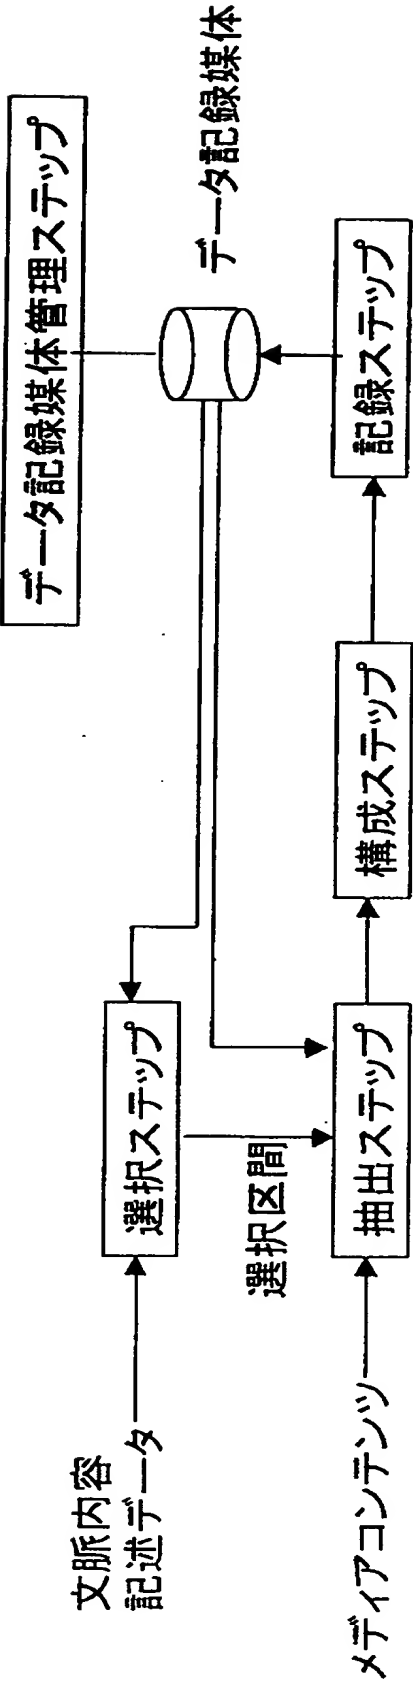 データ記録媒体管理ステップ
データ記録媒体
文脈内容
記述データ
選択ステップ
選択区間
メディアコンテンツ
抽出ステップ
構成ステップ
記録ステップ